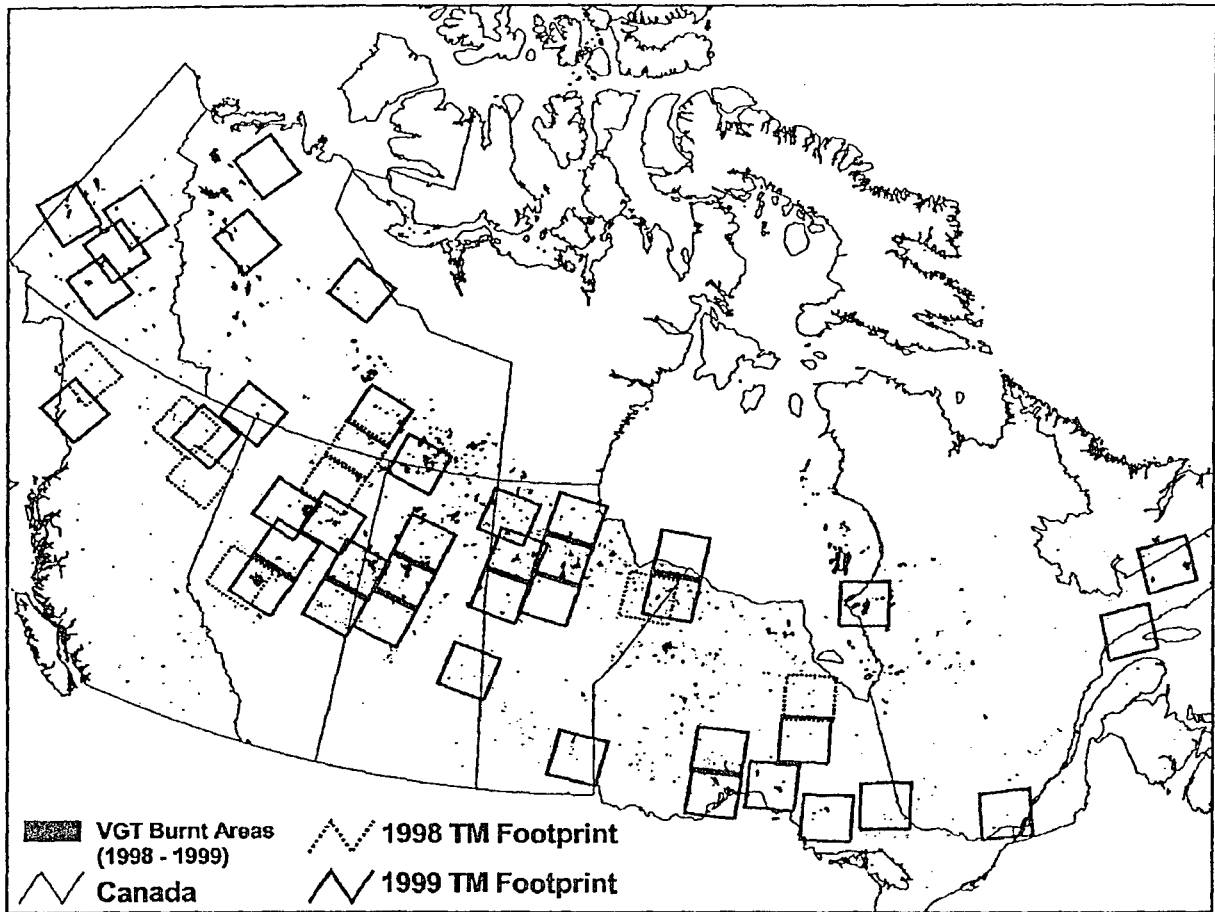 VGT Burnt Areas
(1998 - 1999)
Canada
1998 TM Footprint
1999 TM Footprint